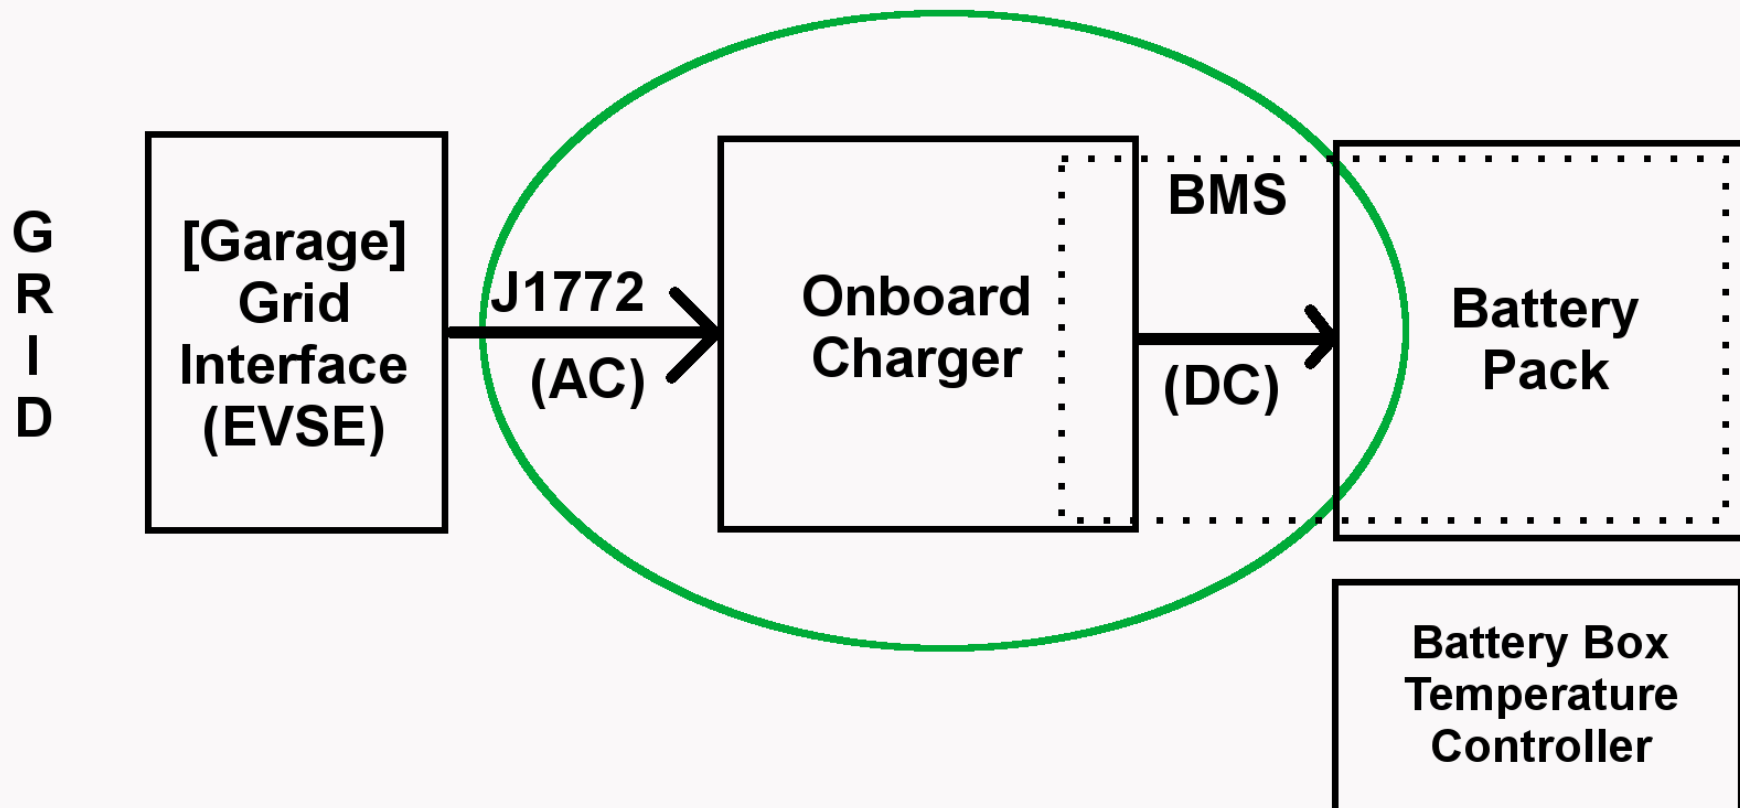 G
R
I
D
[Garage]
Grid
Interface
(EVSE)
J1772
(AC)
Onboard
Charger
BMS
(DC)
Battery
Pack
Battery Box
Temperature
Controller